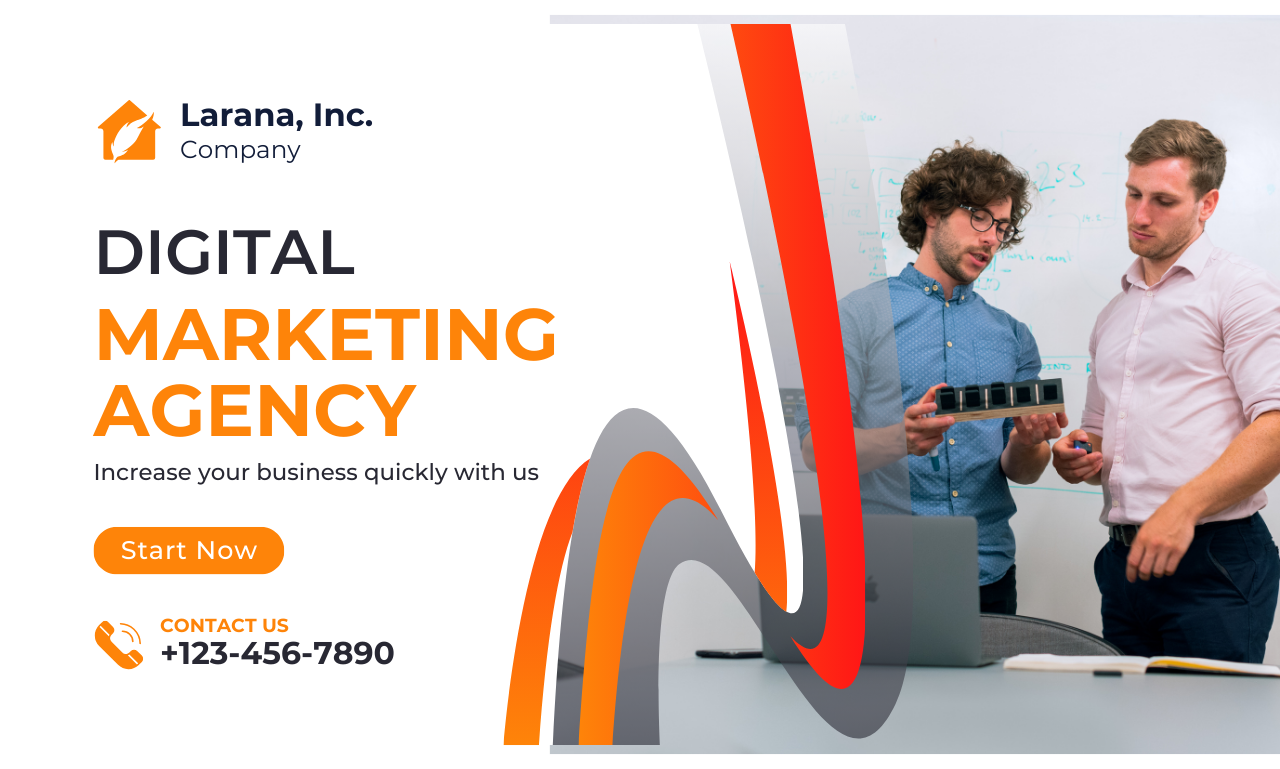 Larana, Inc.
Company
DIGITAL
MARKETING
AGENCY
Increase your business quickly with us
Start Now
CONTACT US
+123-456-7890
253